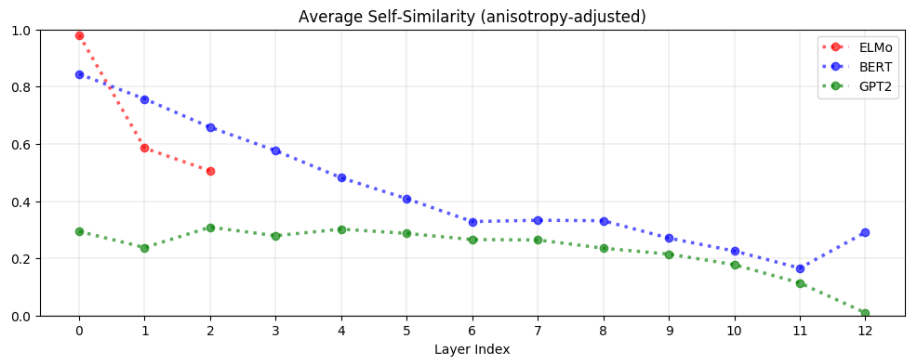 Average Self-Similarity (anisotropy-adjusted)
1.0
0.8
0.6
0.4
0.2
0.0
ELMo
BERT
GPT2
0 1 2 3 4 5 6 7 8 9 10 11 12
Layer Index